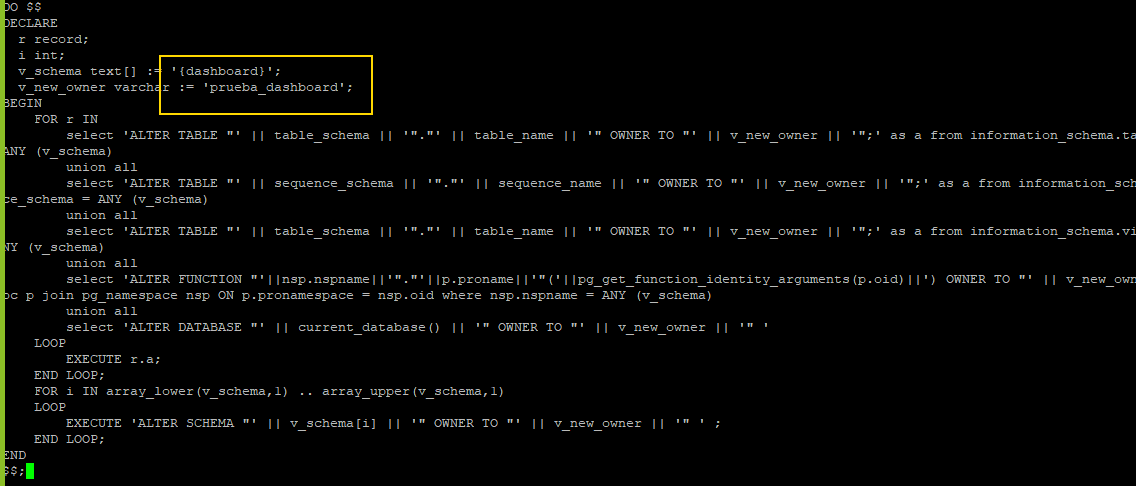 DO $$
DECLARE
  r record;
  i int;
  v_schema text[] := '{dashboard}';
  v_new_owner varchar := 'prueba_dashboard';
BEGIN
    FOR r IN
        select 'ALTER TABLE "' || table_schema || '"."' || table_name || '" OWNER TO "' || v_new_owner || '";' as a from information_schema.ta
ANY (v_schema)
        union all
        select 'ALTER TABLE "' || sequence_schema || '"."' || sequence_name || '" OWNER TO "' || v_new_owner || '";' as a from information_sch
ce_schema = ANY (v_schema)
        union all
        select 'ALTER TABLE "' || table_schema || '"."' || table_name || '" OWNER TO "' || v_new_owner || '";' as a from information_schema.vi
NY (v_schema)
        union all
        select 'ALTER FUNCTION "'||nsp.nspname||'"."'||p.proname||'"('||pg_get_function_identity_arguments(p.oid)||') OWNER TO "' || v_new_own
oc p join pg_namespace nsp ON p.pronamespace = nsp.oid where nsp.nspname = ANY (v_schema)
        union all
        select 'ALTER DATABASE "' || current_database() || '" OWNER TO "' || v_new_owner || '" '
    LOOP
        EXECUTE r.a;
    END LOOP;
    FOR i IN array_lower(v_schema,1) .. array_upper(v_schema,1)
    LOOP
        EXECUTE 'ALTER SCHEMA "' || v_schema[i] || '" OWNER TO "' || v_new_owner || '" ' ;
    END LOOP;
END
$$;